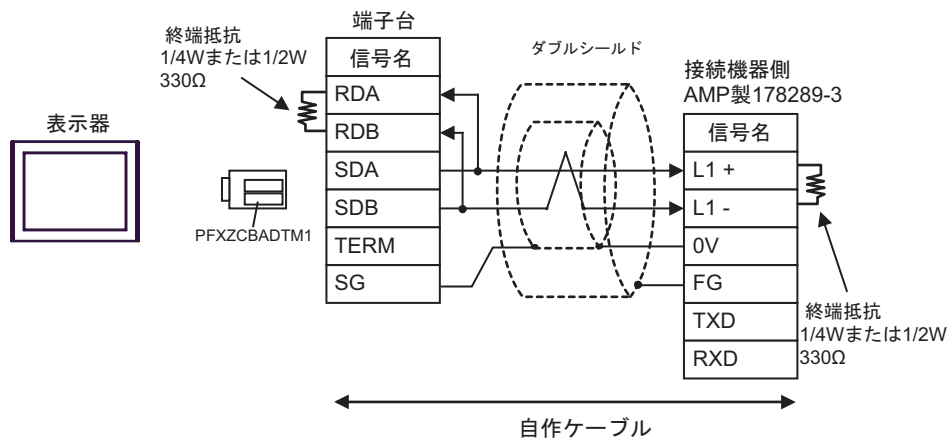 端子台
終端抵抗
1/4Wまたは1/2W
330Ω
信号名
RDA
RDB
SDA
SDB
TERM
SG
表示器
PFXZCBADTM1
ダブルシールド
接続機器側
AMP製178289-3
信号名
L1 +
L1 -
0V
FG
TXD
RXD
終端抵抗
1/4Wまたは1/2W
330Ω
自作ケーブル